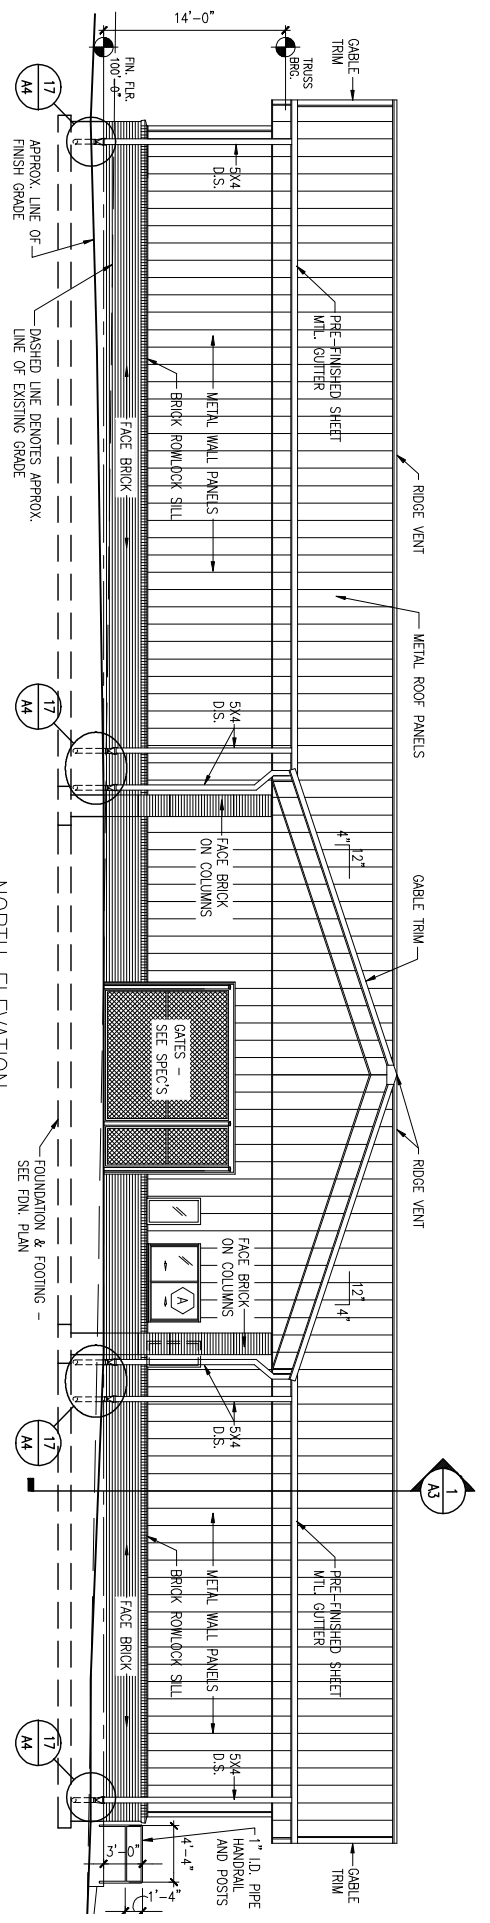 RIDGE VENT
METAL ROOF PANELS
GABLE TRIM
RIDGE VENT
GABLE
TRIM
PRE-FINISHED SHEET
MTL. GUTTER
12"
4"
12"
4"
PRE-FINISHED SHEET
MTL. GUTTER
GABLE
TRIM
1
A3
TRUSS
BRG.
14'-0"
FIN. FLR.
100'-0"
5X4
D.S.
METAL WALL PANELS
BRICK ROWLOCK SILL
FACE BRICK
5X4
D.S.
FACE BRICK
ON COLUMNS
GATES -
SEE SPEC'S
FACE BRICK
ON COLUMNS
A
5X4
D.S.
METAL WALL PANELS
BRICK ROWLOCK SILL
FACE BRICK
5X4
D.S.
1" I.D. PIPE
HANDRAIL
AND POSTS
4'-4"
3'-0"
1'-4"
17
A4
APPROX. LINE OF
FINISH GRADE
DASHED LINE DENOTES APPROX.
LINE OF EXISTING GRADE
17
A4
FOUNDATION & FOOTING -
SEE FDN. PLAN
17
A4
17
A4
NORTH ELEVATION